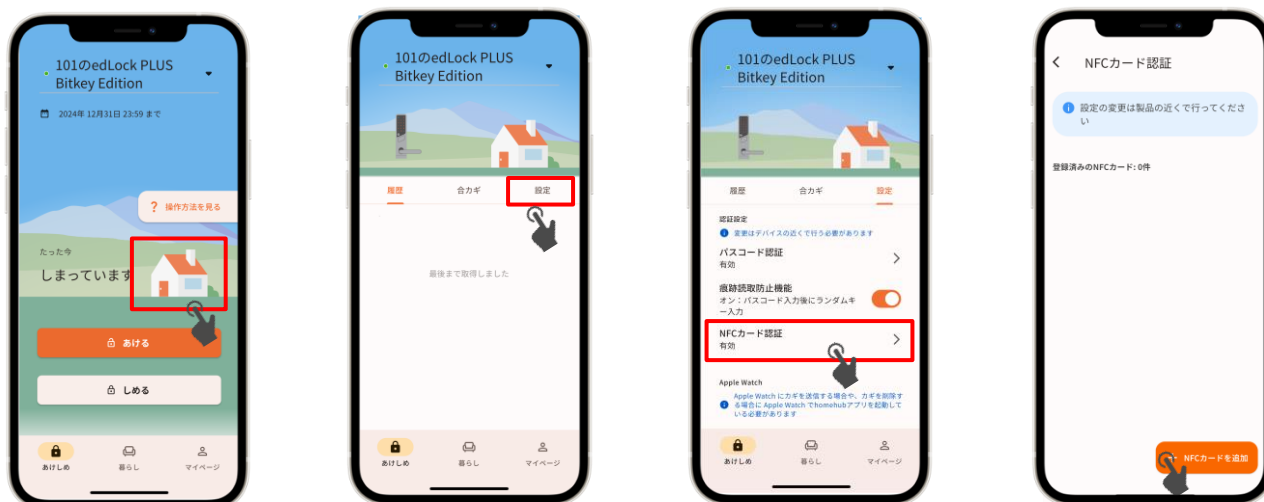 101のedLock PLUS
Bitkey Edition
2024年 12月31日 23:59 まで
? 操作方法を見る
たった今
しまっています
あける
しめる
あけしめ
暮らし
マイページ
101のedLock PLUS
Bitkey Edition
履歴
合カギ
設定
最後まで取得しました
あけしめ
暮らし
マイページ
101のedLock PLUS
Bitkey Edition
履歴
合カギ
設定
認証設定
変更はデバイスの近くで行う必要があります
パスコード認証
有効
痕跡読取防止機能
オン：パスコード入力後にランダムキ
ー入力
NFCカード認証
有効
Apple Watch
Apple Watch にカギを送信する場合や、カギを削除す
る場合に Apple Watch でhomehubアプリを起動して
いる必要があります
あけしめ
暮らし
マイページ
NFCカード認証
設定の変更は製品の近くで行ってくださ
い
登録済みのNFCカード: 0件
NFCカードを追加